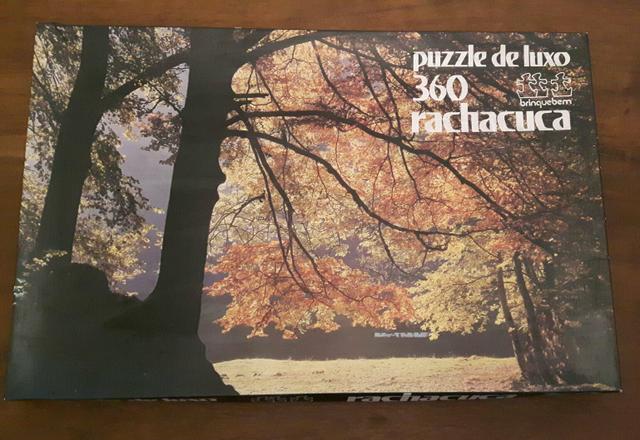 puzzle de luxo
360
brinquebem
rachacuca
rachacuca